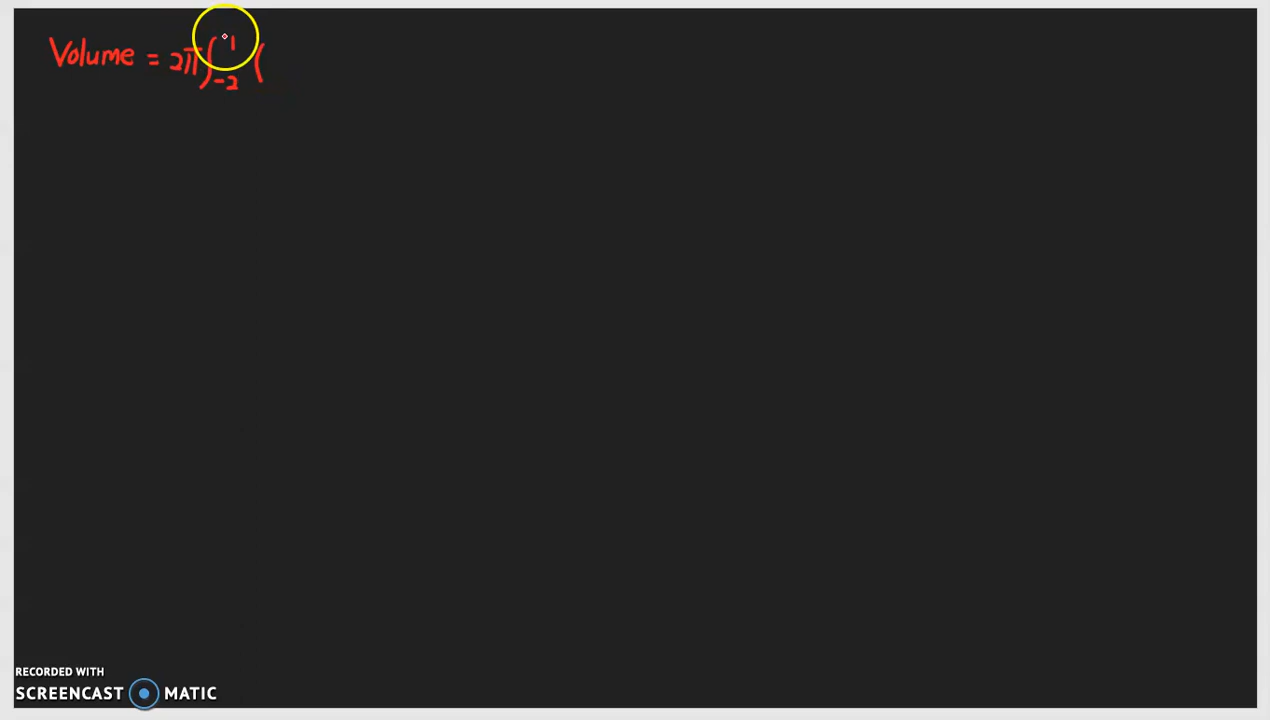 Volume = 2π∫₋₂¹ (
RECORDED WITH
SCREENCAST MATIC